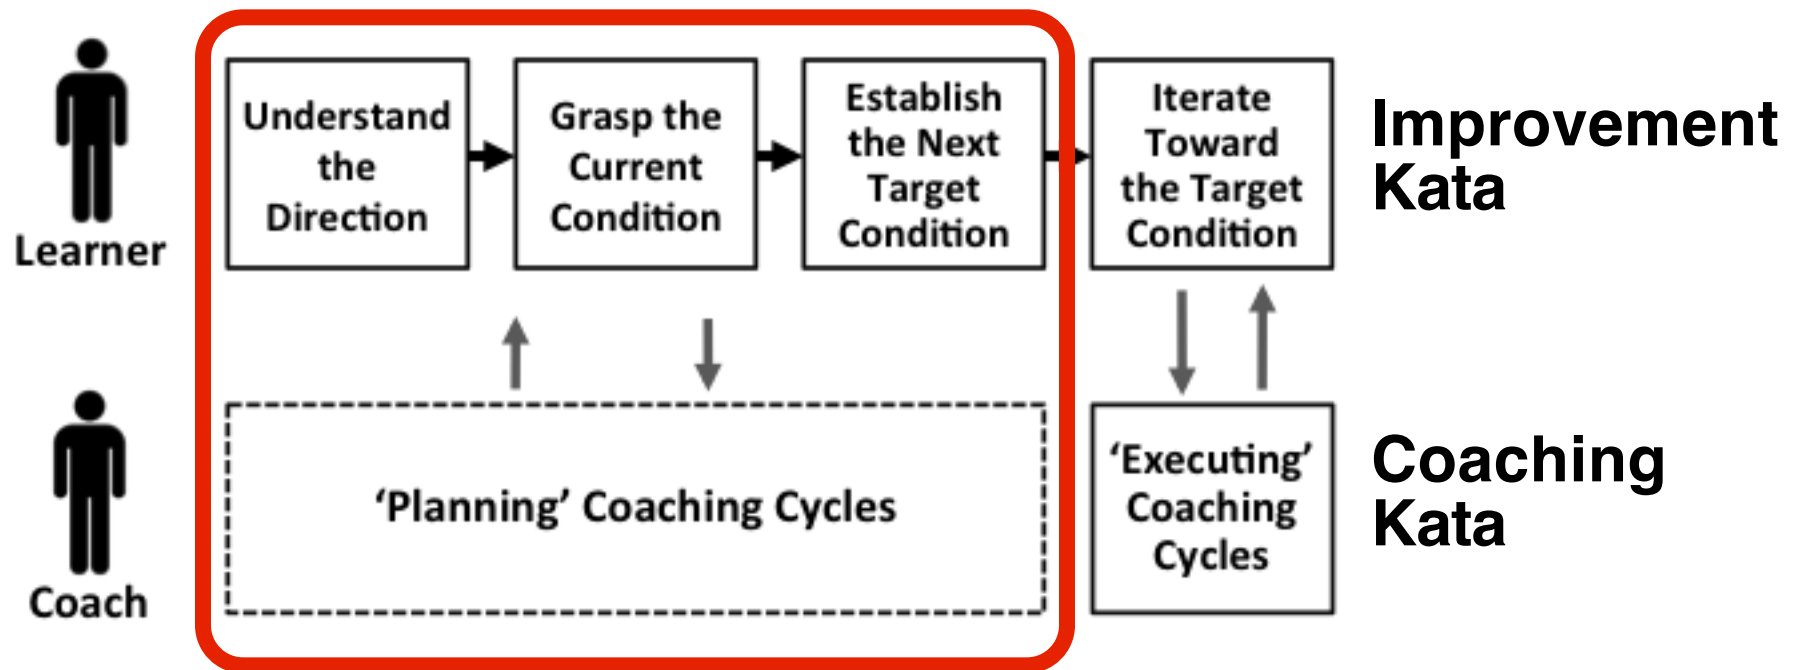 Understand
the
Direction
Grasp the
Current
Condition
Establish
the Next
Target
Condition
Iterate
Toward
the Target
Condition
Improvement
Kata
Learner
‘Planning’ Coaching Cycles
‘Executing’
Coaching
Cycles
Coaching
Kata
Coach